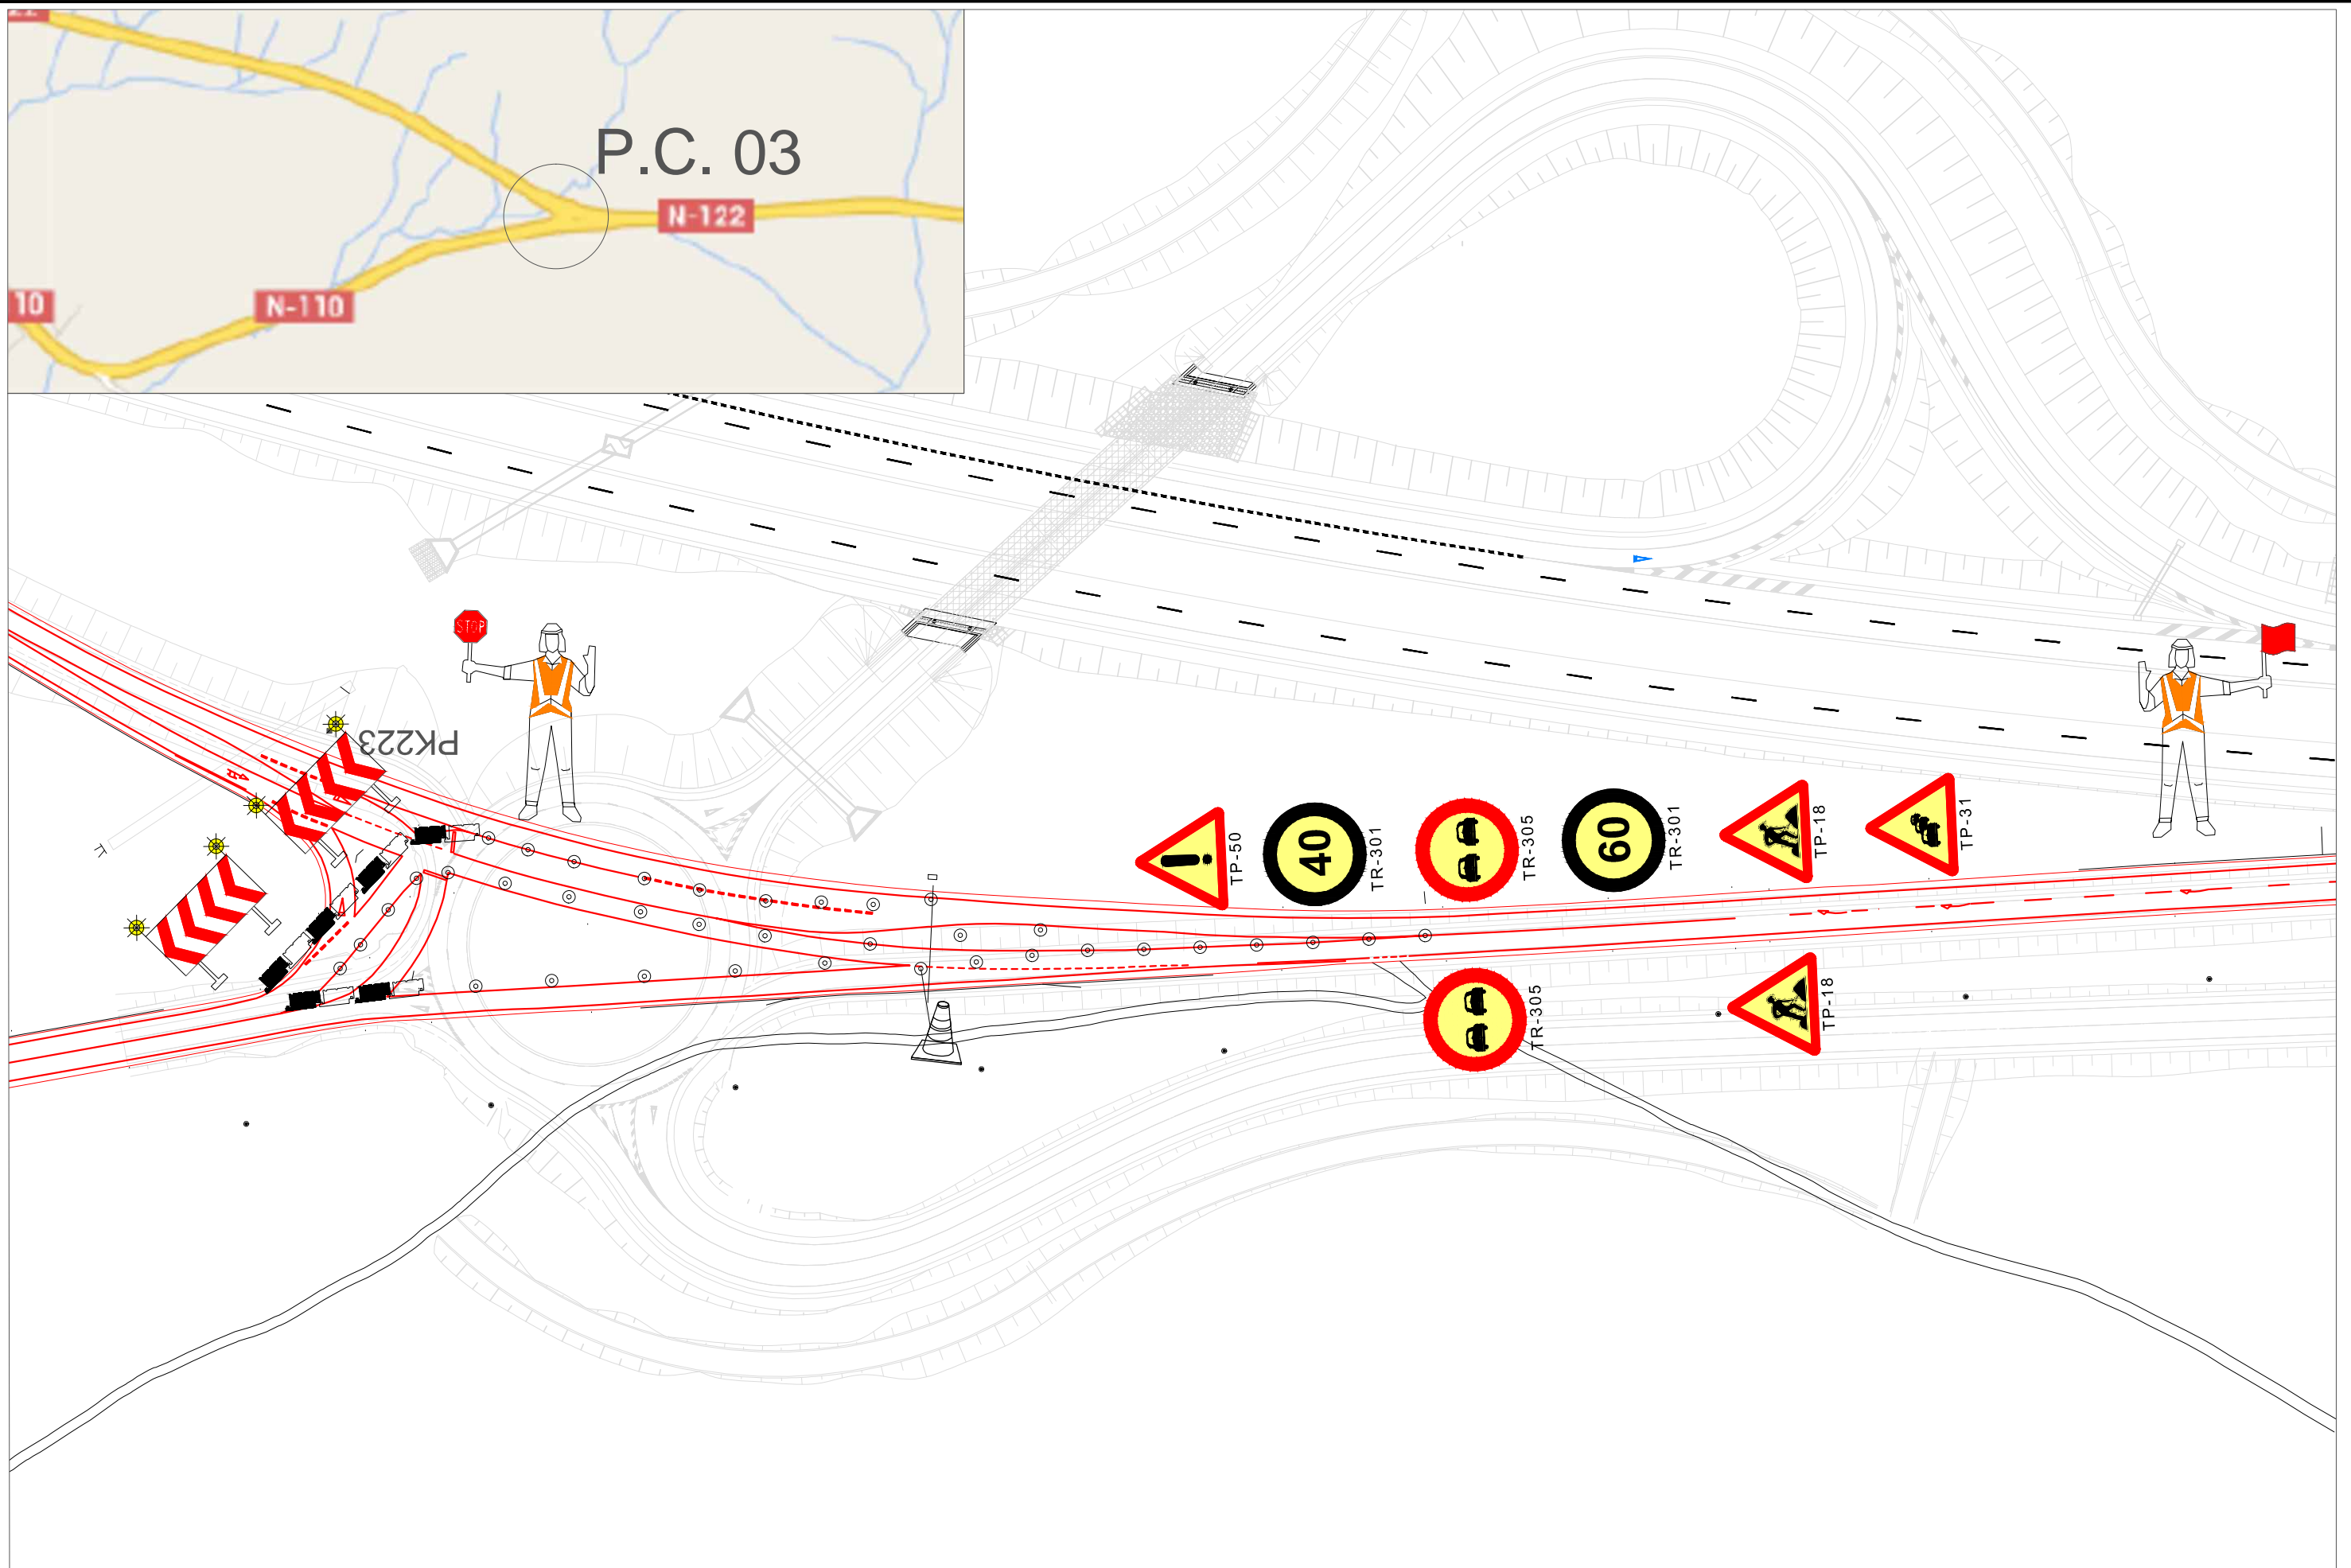 P.C. 03
N-122
10
N-110
STOP
PK223
TP-50
40
TR-301
TR-305
60
TR-301
TP-18
TP-31
TR-305
TP-18